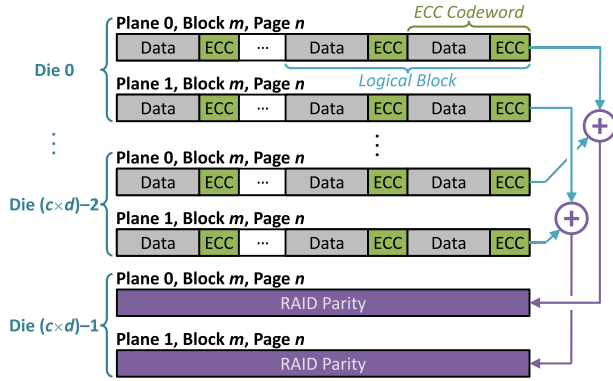 Plane 0, Block m, Page n
ECC Codeword
Data ECC ... Data ECC Data ECC
Die 0
Logical Block
Plane 1, Block m, Page n
Data ECC ... Data ECC Data ECC
⋮ ⋮
+
Plane 0, Block m, Page n
Data ECC ... Data ECC Data ECC
Die (c×d)–2
+
Plane 1, Block m, Page n
Data ECC ... Data ECC Data ECC
Plane 0, Block m, Page n
RAID Parity
Die (c×d)–1
Plane 1, Block m, Page n
RAID Parity